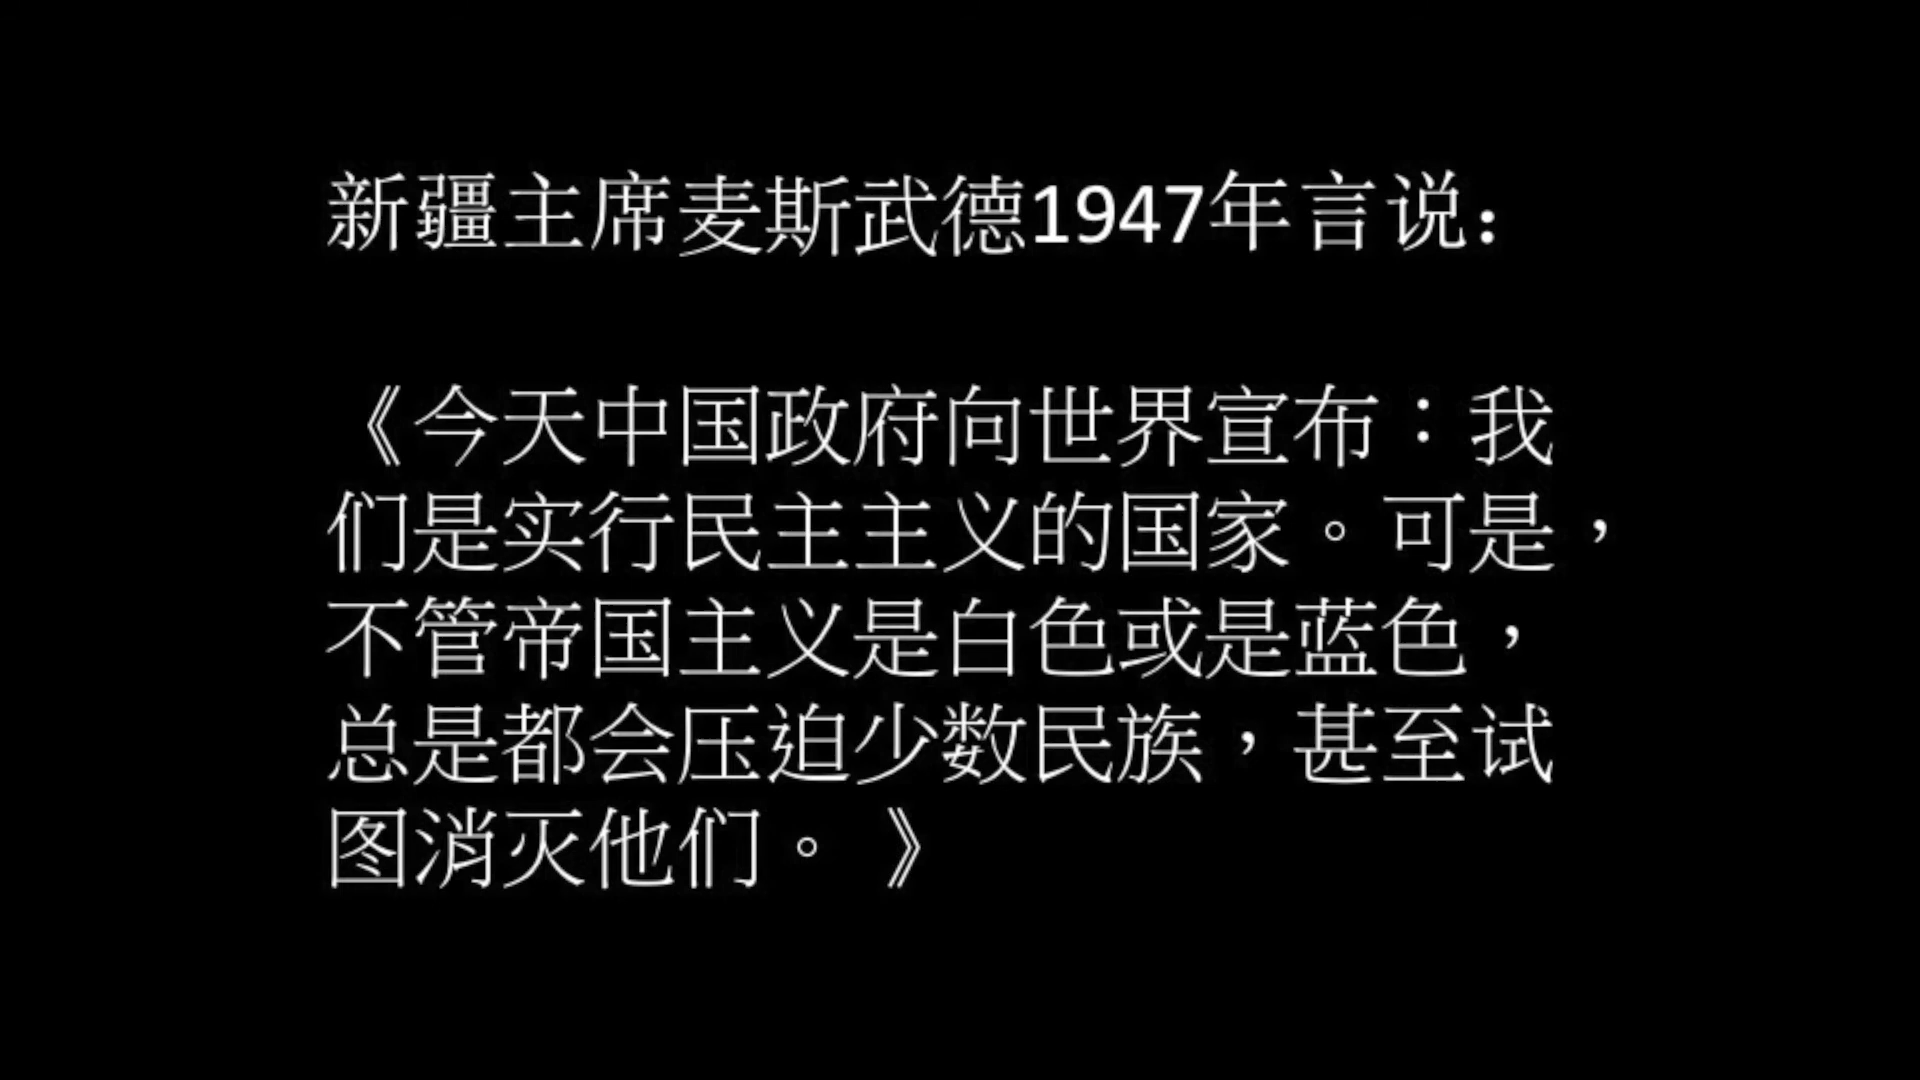 新疆主席麦斯武德1947年言说:
《今天中国政府向世界宣布：我
们是实行民主主义的国家。可是，
不管帝国主义是白色或是蓝色，
总是都会压迫少数民族，甚至试
图消灭他们。 》